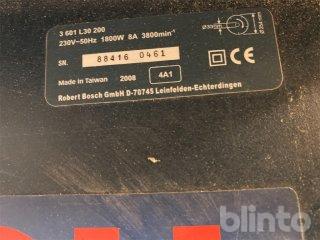 3 601 L30 200
230V~50Hz 1800W 8A 3800min⁻¹
SN. 88416 0461
Made in Taiwan 2008 4A1
Robert Bosch GmbH D-70745 Leinfelden-Echterdingen
CE
blinto